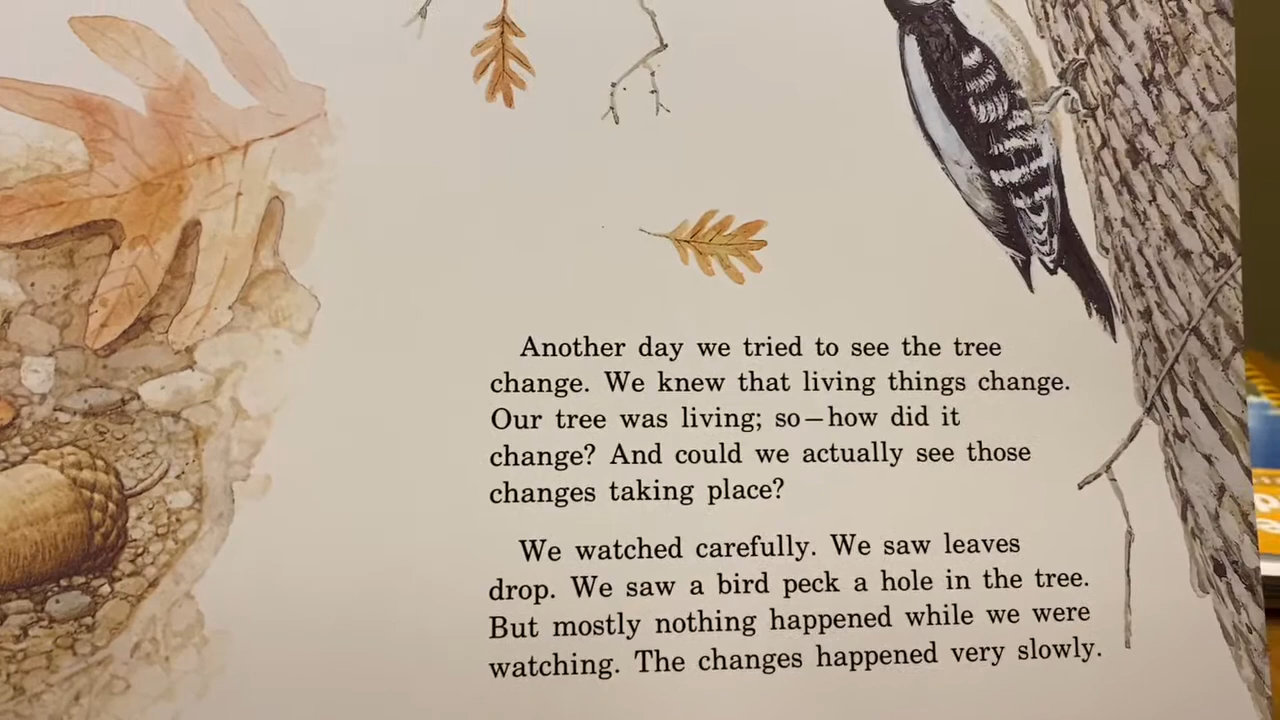 Another day we tried to see the tree
change. We knew that living things change.
Our tree was living; so–how did it
change? And could we actually see those
changes taking place?
We watched carefully. We saw leaves
drop. We saw a bird peck a hole in the tree.
But mostly nothing happened while we were
watching. The changes happened very slowly.